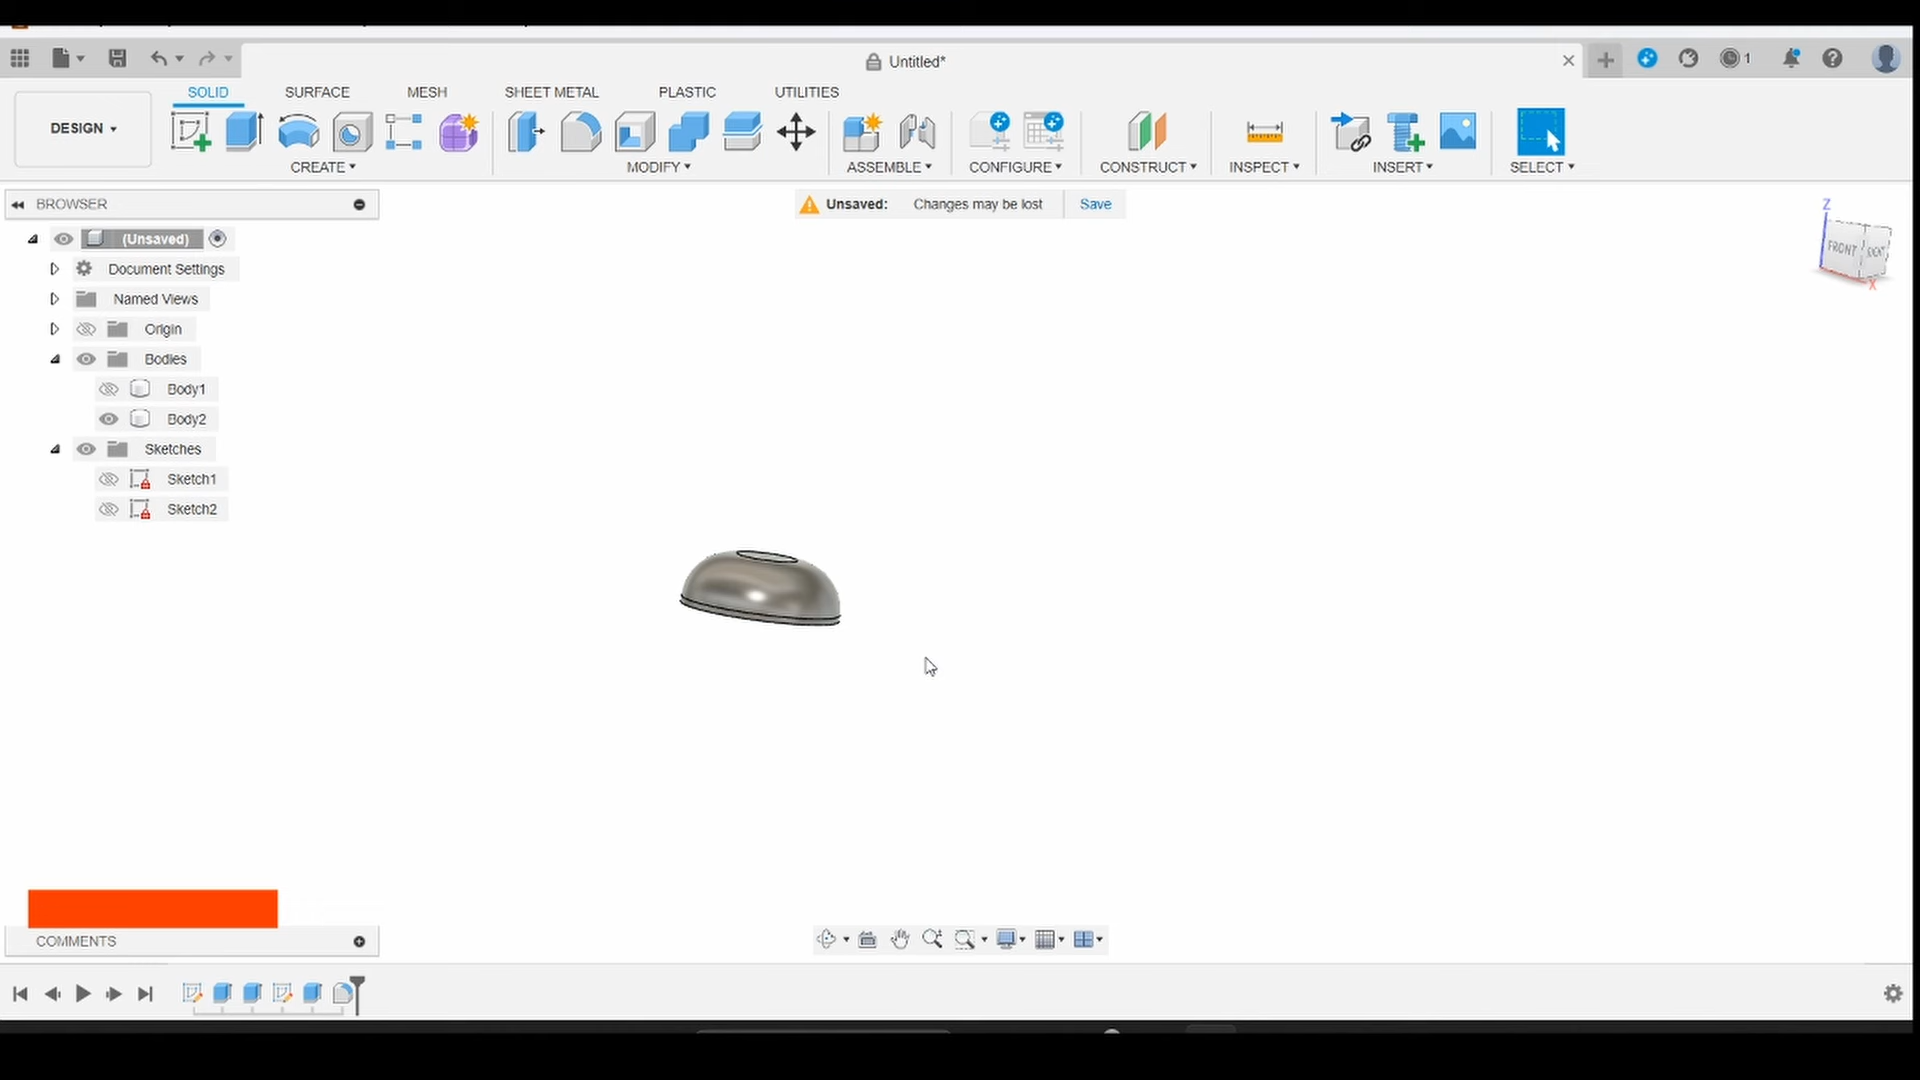 Untitled*
1
SOLID SURFACE MESH SHEET METAL PLASTIC UTILITIES
DESIGN
CREATE MODIFY ASSEMBLE CONFIGURE CONSTRUCT INSPECT INSERT SELECT
BROWSER
Unsaved: Changes may be lost Save
Z
(Unsaved)
FRONT RIGHT
Document Settings
X
Named Views
Origin
Bodies
Body1
Body2
Sketches
Sketch1
Sketch2
COMMENTS